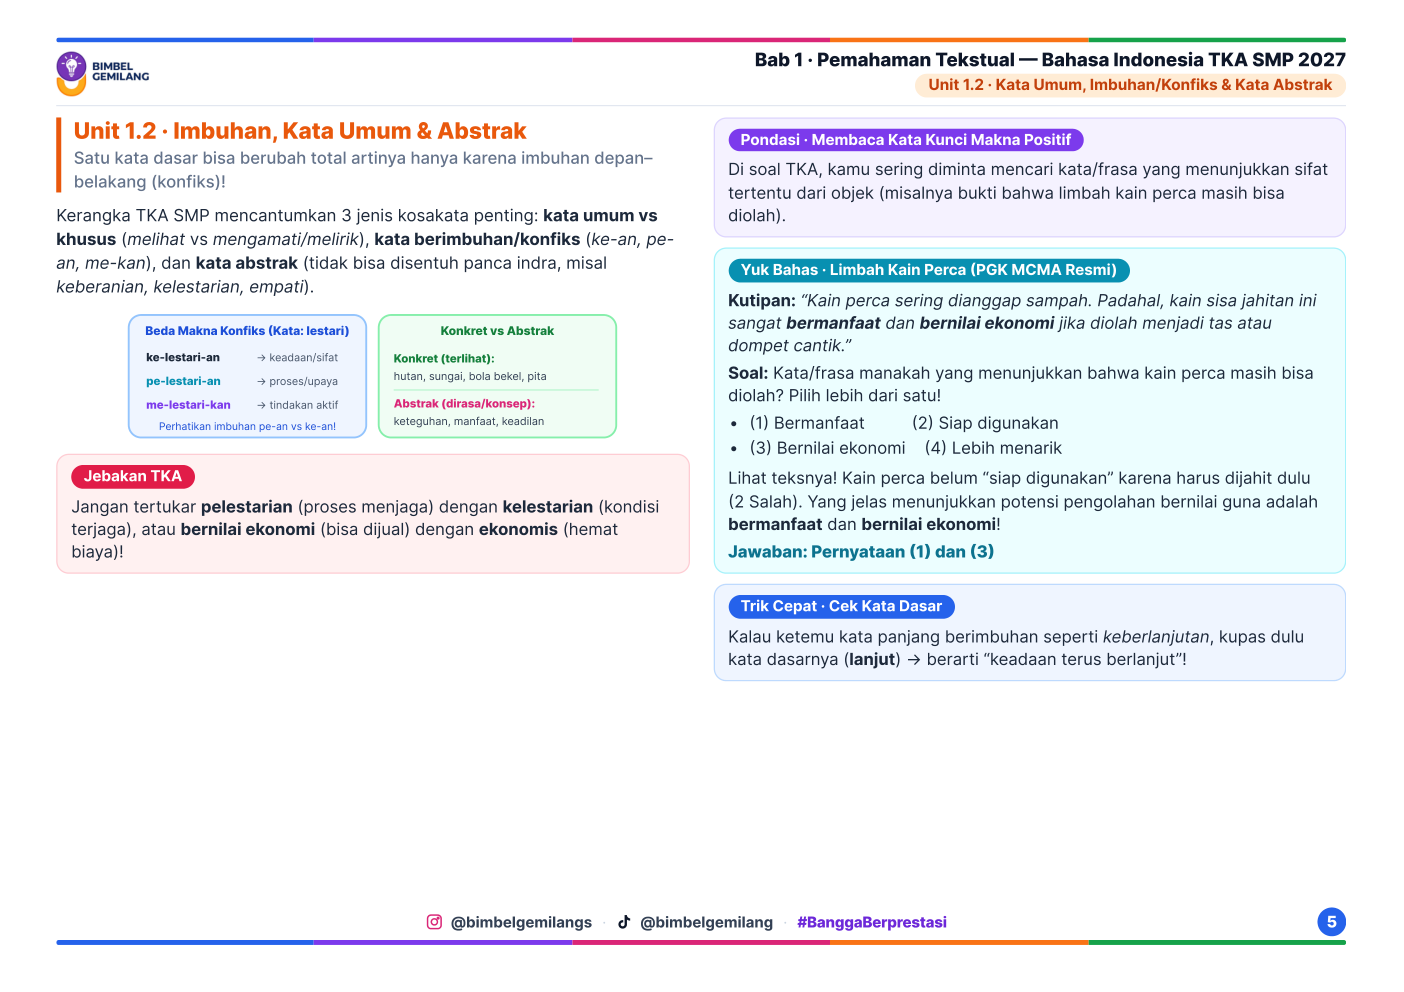 BIMBEL
GEMILANG
Bab 1 · Pemahaman Tekstual — Bahasa Indonesia TKA SMP 2027
Unit 1.2 · Kata Umum, Imbuhan/Konfiks & Kata Abstrak
Unit 1.2 · Imbuhan, Kata Umum & Abstrak
Satu kata dasar bisa berubah total artinya hanya karena imbuhan depan–
belakang (konfiks)!
Kerangka TKA SMP mencantumkan 3 jenis kosakata penting: kata umum vs
khusus (melihat vs mengamati/melirik), kata berimbuhan/konfiks (ke-an, pe-
an, me-kan), dan kata abstrak (tidak bisa disentuh panca indra, misal
keberanian, kelestarian, empati).
Beda Makna Konfiks (Kata: lestari)
ke-lestari-an → keadaan/sifat
pe-lestari-an → proses/upaya
me-lestari-kan → tindakan aktif
Perhatikan imbuhan pe-an vs ke-an!
Konkret vs Abstrak
Konkret (terlihat):
hutan, sungai, bola bekel, pita
Abstrak (dirasa/konsep):
keteguhan, manfaat, keadilan
Jebakan TKA
Jangan tertukar pelestarian (proses menjaga) dengan kelestarian (kondisi
terjaga), atau bernilai ekonomi (bisa dijual) dengan ekonomis (hemat
biaya)!
Pondasi · Membaca Kata Kunci Makna Positif
Di soal TKA, kamu sering diminta mencari kata/frasa yang menunjukkan sifat
tertentu dari objek (misalnya bukti bahwa limbah kain perca masih bisa
diolah).
Yuk Bahas · Limbah Kain Perca (PGK MCMA Resmi)
Kutipan: “Kain perca sering dianggap sampah. Padahal, kain sisa jahitan ini
sangat bermanfaat dan bernilai ekonomi jika diolah menjadi tas atau
dompet cantik.”
Soal: Kata/frasa manakah yang menunjukkan bahwa kain perca masih bisa
diolah? Pilih lebih dari satu!
• (1) Bermanfaat (2) Siap digunakan
• (3) Bernilai ekonomi (4) Lebih menarik
Lihat teksnya! Kain perca belum “siap digunakan” karena harus dijahit dulu
(2 Salah). Yang jelas menunjukkan potensi pengolahan bernilai guna adalah
bermanfaat dan bernilai ekonomi!
Jawaban: Pernyataan (1) dan (3)
Trik Cepat · Cek Kata Dasar
Kalau ketemu kata panjang berimbuhan seperti keberlanjutan, kupas dulu
kata dasarnya (lanjut) → berarti “keadaan terus berlanjut”!
@bimbelgemilangs · @bimbelgemilang · #BanggaBerprestasi
5